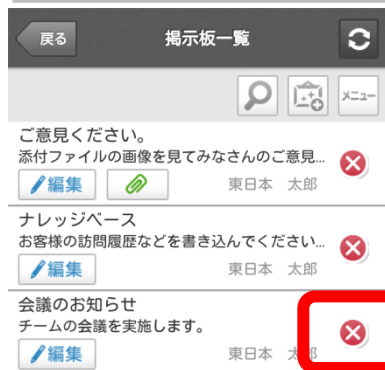 戻る
掲示板一覧
メニュー
ご意見ください。
添付ファイルの画像を見てみなさんのご意見...
編集
東日本 太郎
ナレッジベース
お客様の訪問履歴などを書き込んでください...
編集
東日本 太郎
会議のお知らせ
チームの会議を実施します。
編集
東日本 太郎